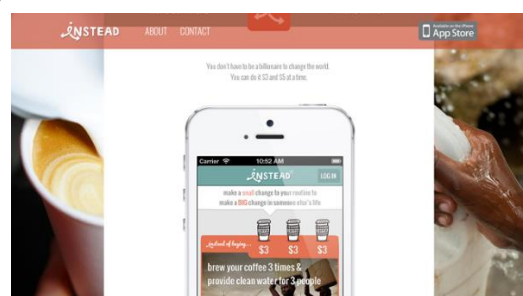 iNSTEAD ABOUT CONTACT Available on the iPhone App Store
You don't have to be a billionaire to change the world.
You can do it $3 and $5 at a time.
Carrier 10:52 AM
iNSTEAD LOG IN
make a small change to your routine to
make a BIG change in someone else's life
instead of buying...
$3 $3 $3
brew your coffee 3 times &
provide clean water for 3 people